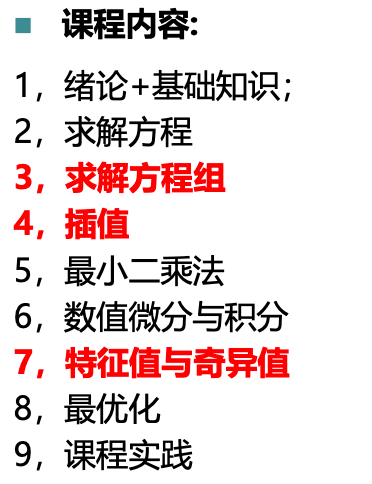 课程内容:
1，绪论+基础知识；
2，求解方程
3，求解方程组
4，插值
5，最小二乘法
6，数值微分与积分
7，特征值与奇异值
8，最优化
9，课程实践